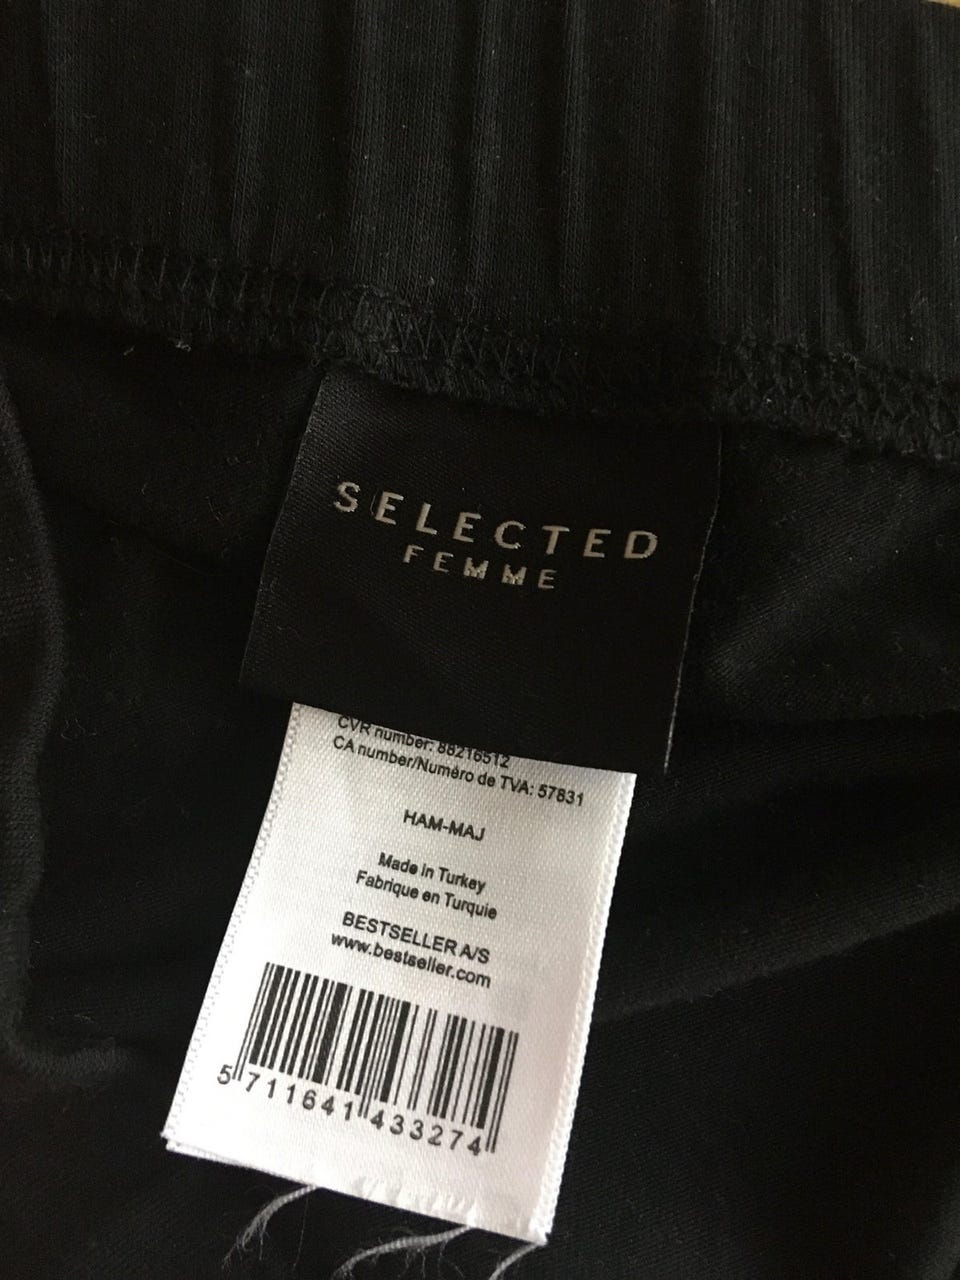 SELECTED
FEMME
CVR number: 88216512
CA number/Numéro de TVA: 57831
HAM-MAJ
Made in Turkey
Fabrique en Turquie
BESTSELLER A/S
www.bestseller.com
5 711641 433274